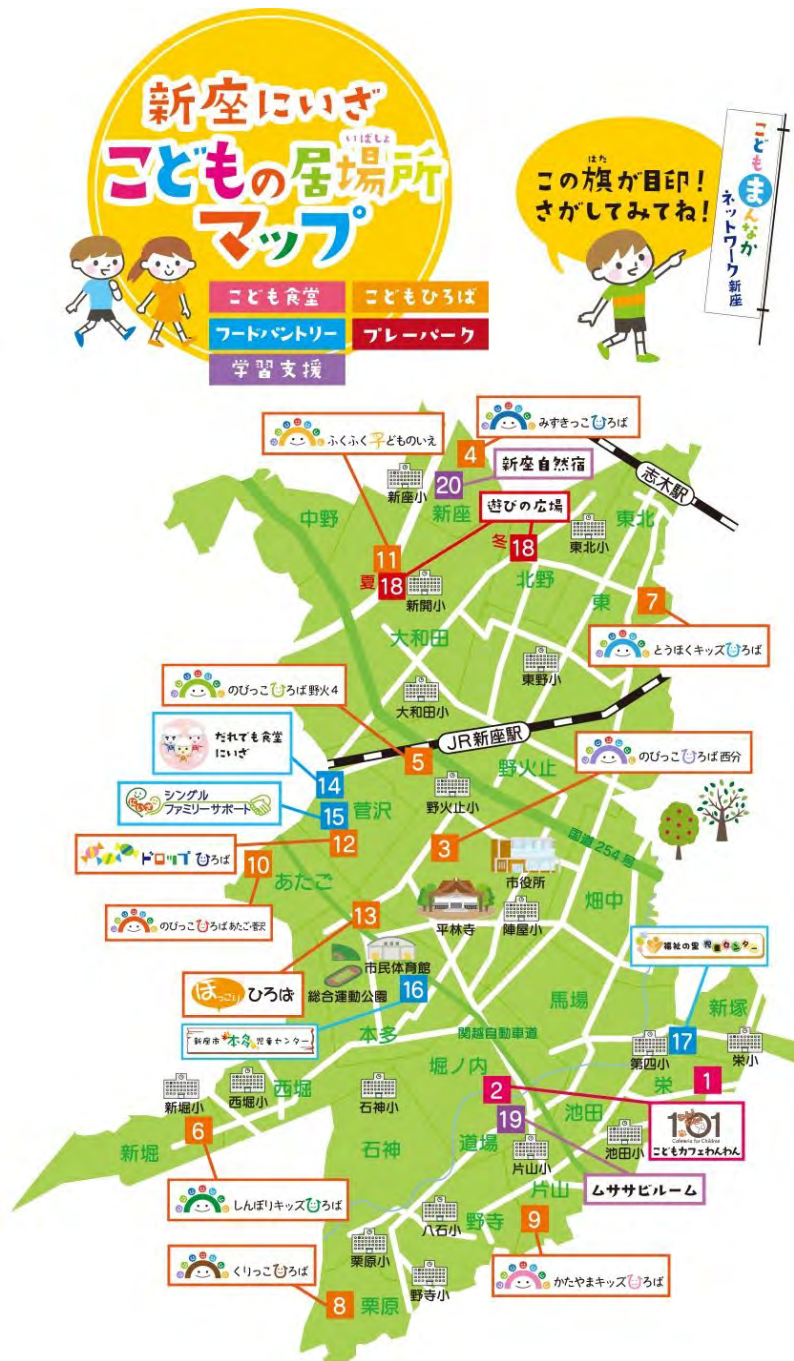 新座にいざ
こどもの居場所
いばしょ
マップ
こども食堂
こどもひろば
フードパントリー
プレーパーク
学習支援
この旗が目印！
はた
さがしてみてね！
こどもまんなか
ネットワーク新座
ふくふく子どものいえ
みずきっこひろば
4
新座自然宿
20
新座小
新座
中野
遊びの広場
志木駅
東北
東北小
冬
18
11
夏
18
新開小
北野
東
7
とうほくキッズひろば
大和田
東野小
のびっこひろば野火4
大和田小
だれでも食堂
にいざ
JR新座駅
のびっこひろば西分
5
野火止
14
シングル
ファミリーサポート
15
菅沢
野火止小
国道254号
ドロップひろば
12
3
10
あたご
市役所
畑中
のびっこひろばあたご・菅沢
13
平林寺
陣屋小
福祉の里児童センター
ほっこりひろば
市民体育館
総合運動公園
16
馬場
新塚
新座市本多児童センター
本多
関越自動車道
17
第四小
栄小
堀ノ内
栄
1
新堀小
西堀小
西堀
石神小
2
池田
101
Cafeteria for Children
こどもカフェわんわん
19
6
新堀
石神
道場
片山小
池田小
しんぼりキッズひろば
片山
ムササビルーム
八石小
野寺
9
くりっこひろば
栗原小
かたやまキッズひろば
野寺小
8
栗原